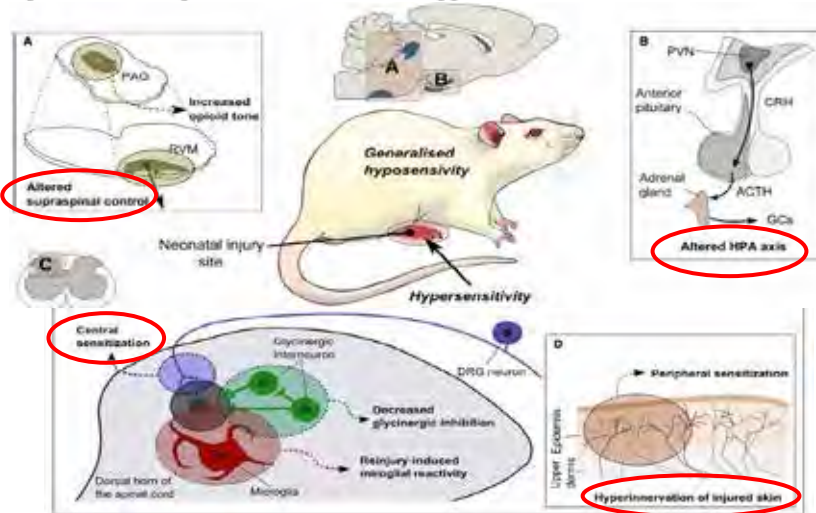 A
PAG
Increased
opioid tone
RVM
Altered
supraspinal control
A
B
Generalised
hyposensivity
Neonatal injury
site
Hypersensitivity
B
PVN
Anterior
pituitary
CRH
Adrenal
gland
ACTH
GCs
Altered HPA axis
C
Central
sensitization
Glycinergic
Interneuron
DRG neuron
Decreased
glycinergic inhibition
Reinjury-induced
microglial reactivity
Dorsal horn of
the spinal cord
Microglia
D
Peripheral sensitization
Upper Epidermis
dermis
Hyperinnervation of injured skin